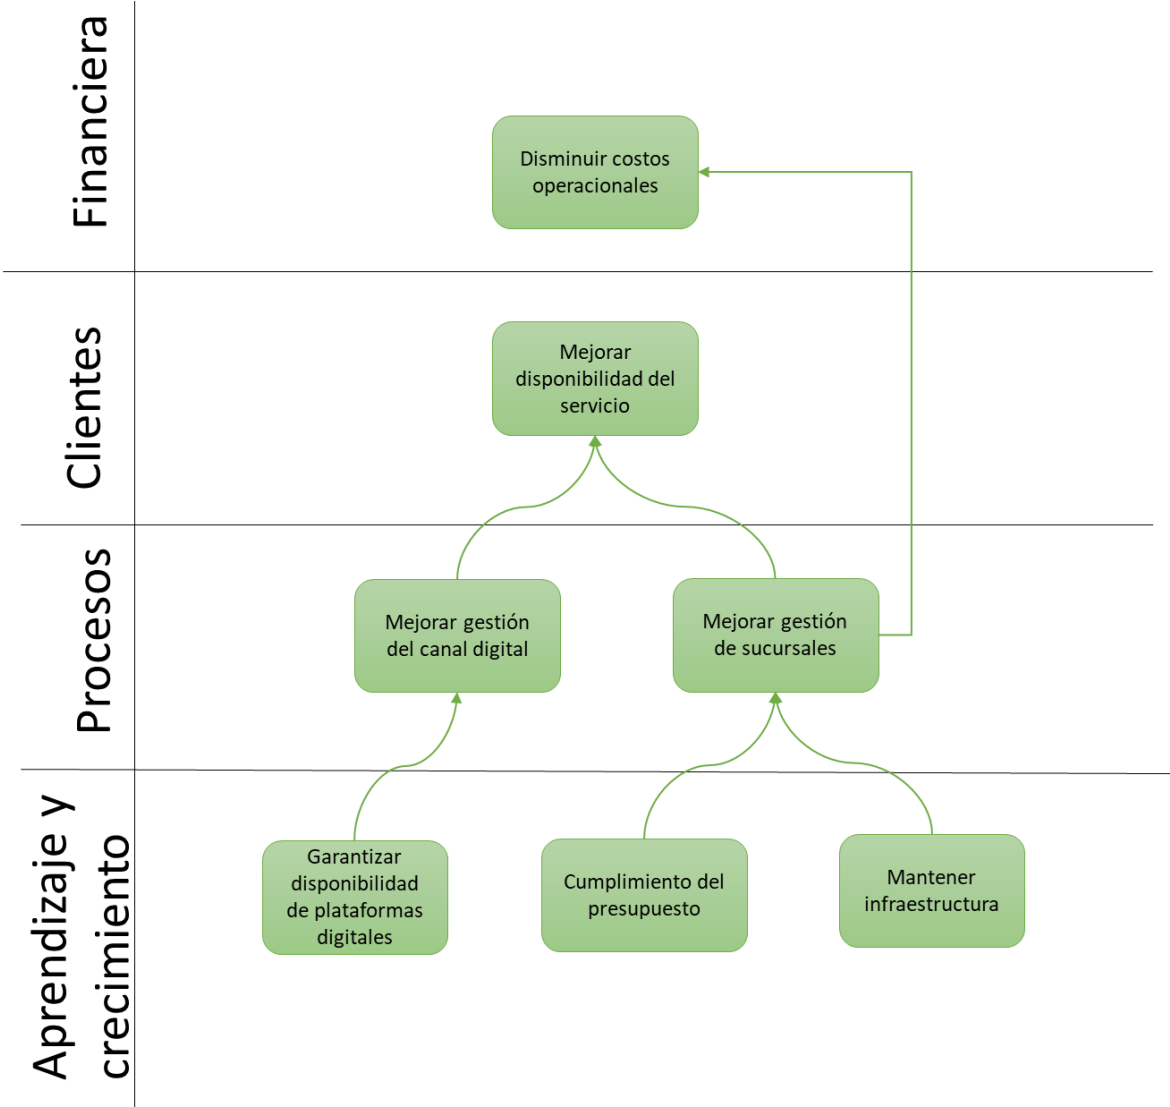 Financiera
Disminuir costos
operacionales
Clientes
Mejorar
disponibilidad del
servicio
Procesos
Mejorar gestión
del canal digital
Mejorar gestión
de sucursales
Aprendizaje y
crecimiento
Garantizar
disponibilidad
de plataformas
digitales
Cumplimiento del
presupuesto
Mantener
infraestructura